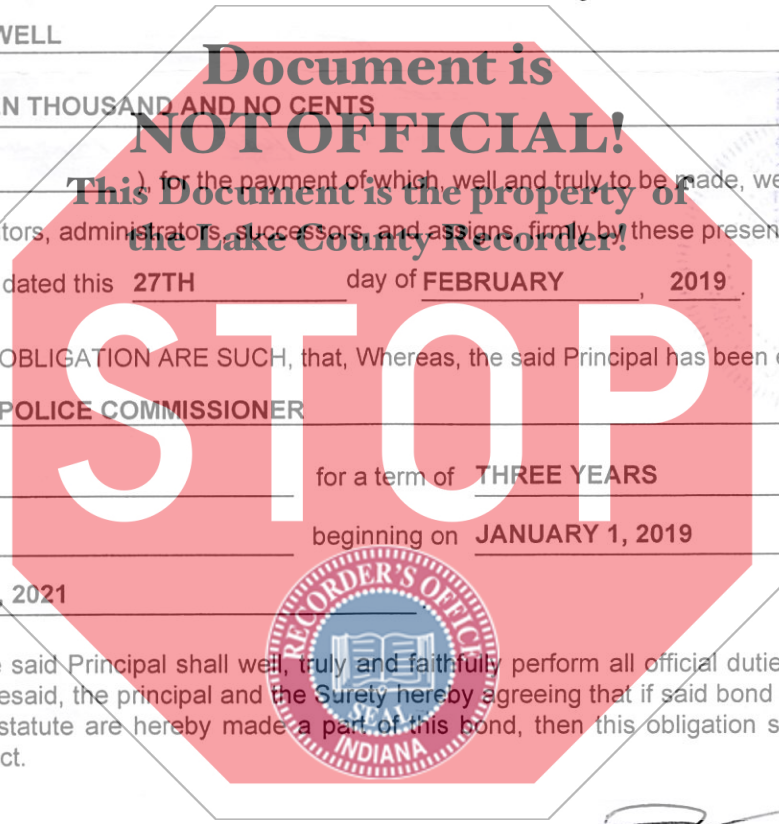 WELL
Document is
N THOUSAND AND NO CENTS
NOT OFFICIAL!
), for the payment of which, well and truly to be made, we
This Document is the property of
tors, administrators, successors, and assigns, firmly by these presen
the Lake County Recorder!
dated this 27TH day of FEBRUARY, 2019.
OBLIGATION ARE SUCH, that, Whereas, the said Principal has been e
POLICE COMMISSIONER
STOP
for a term of THREE YEARS
beginning on JANUARY 1, 2019
, 2021.
RECORDER'S OFFICE
e said Principal shall well, truly and faithfully perform all official dutie
esaid, the principal and the Surety hereby agreeing that if said bond
SEAL
statute are hereby made a part of this bond, then this obligation s
INDIANA
ct.